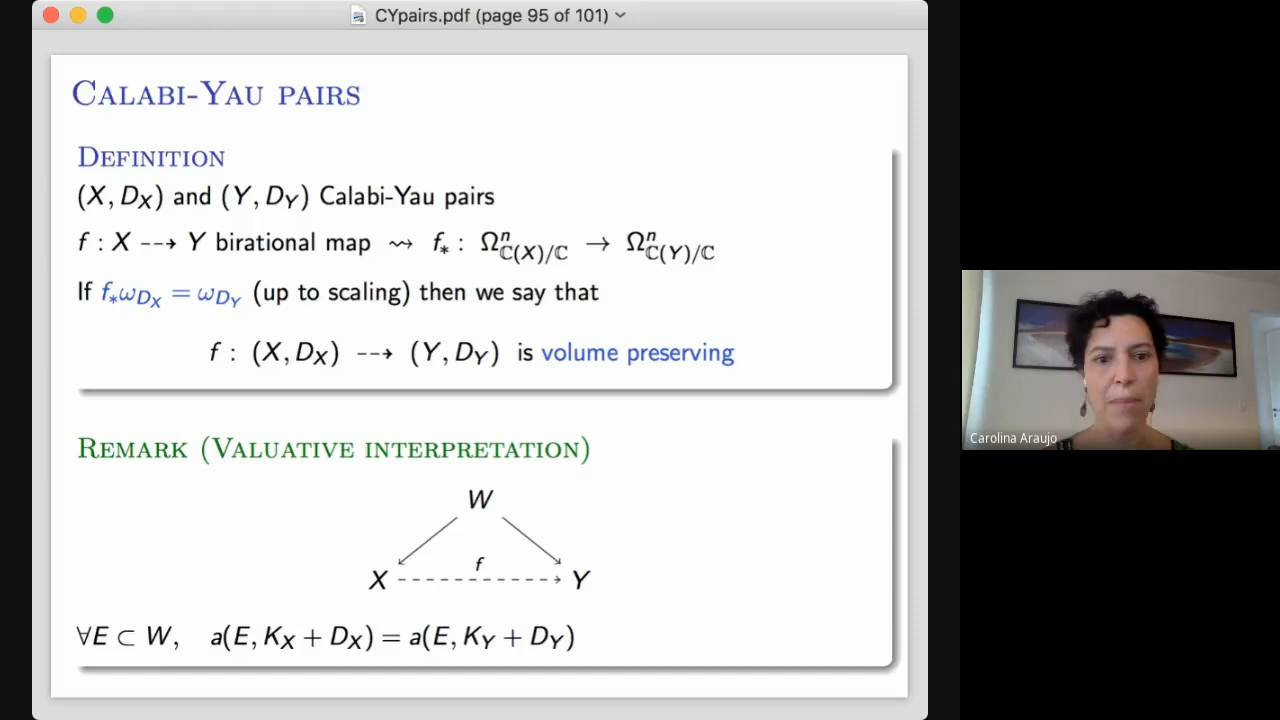 CYpairs.pdf (page 95 of 101)
CALABI-YAU PAIRS
DEFINITION
(X, D_X) and (Y, D_Y) Calabi-Yau pairs
f : X --→ Y birational map ⇝ f_* : Ω^n_{ℂ(X)/ℂ} → Ω^n_{ℂ(Y)/ℂ}
If f_*ω_{D_X} = ω_{D_Y} (up to scaling) then we say that
f : (X, D_X) --→ (Y, D_Y) is volume preserving
REMARK (VALUATIVE INTERPRETATION)
W
f
X --→ Y
∀E ⊂ W, a(E, K_X + D_X) = a(E, K_Y + D_Y)
Carolina Araujo